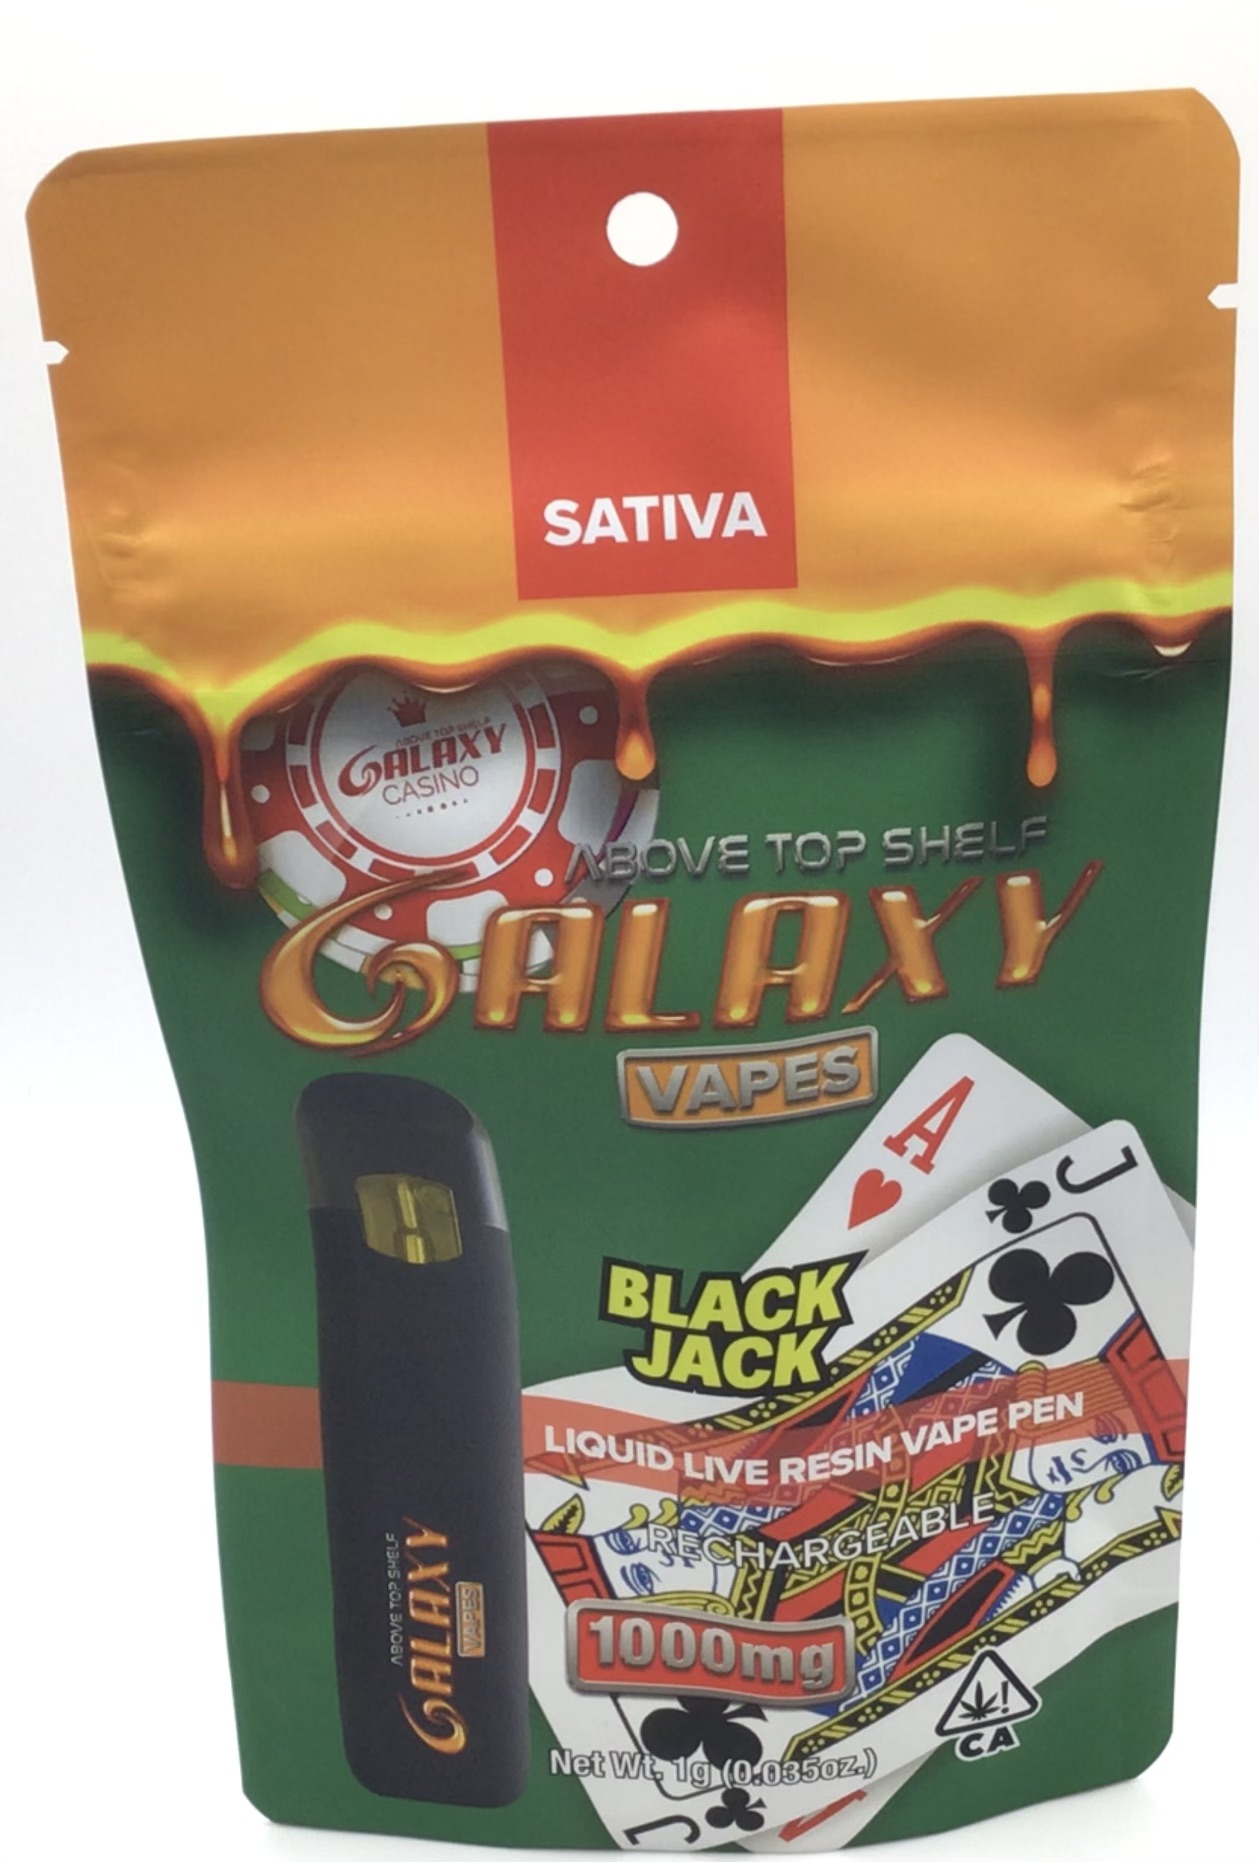 SATIVA
ABOVE TOP SHELF
GALAXY
CASINO
ABOVE TOP SHELF
GALAXY
VAPES
A
J
BLACK
JACK
LIQUID LIVE RESIN VAPE PEN
RECHARGEABLE
1000mg
ABOVE TOP SHELF
GALAXY
VAPES
!
CA
Net Wt. 1g (0.035oz.)
J